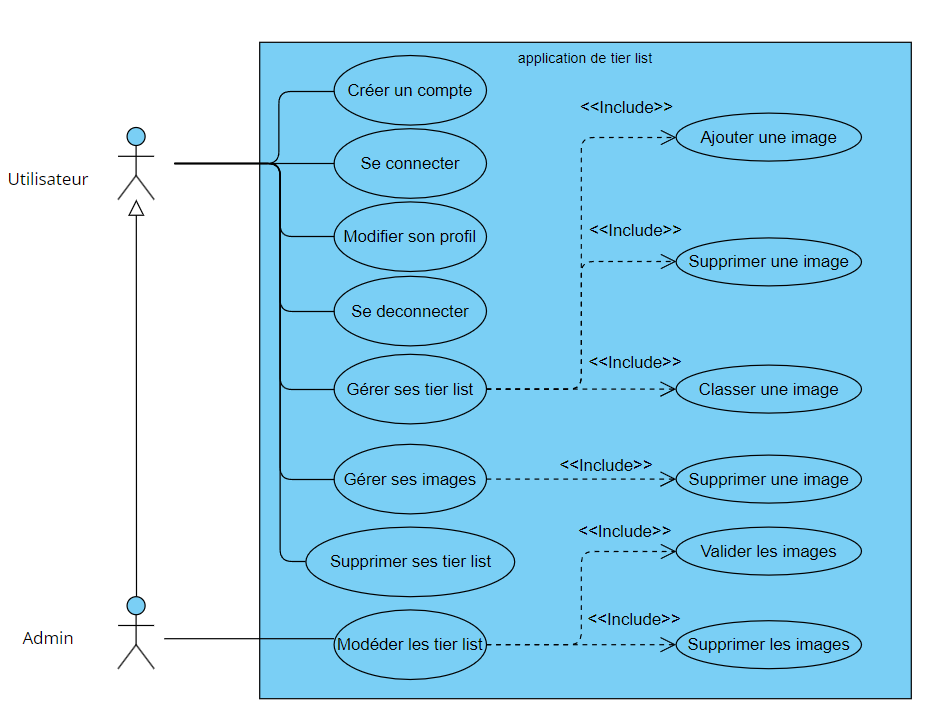 application de tier list
Créer un compte
<<Include>>
Ajouter une image
Se connecter
Utilisateur
Modifier son profil
<<Include>>
Supprimer une image
Se deconnecter
<<Include>>
Gérer ses tier list
Classer une image
<<Include>>
Gérer ses images
Supprimer une image
<<Include>>
Valider les images
Supprimer ses tier list
<<Include>>
Admin
Modéder les tier list
Supprimer les images